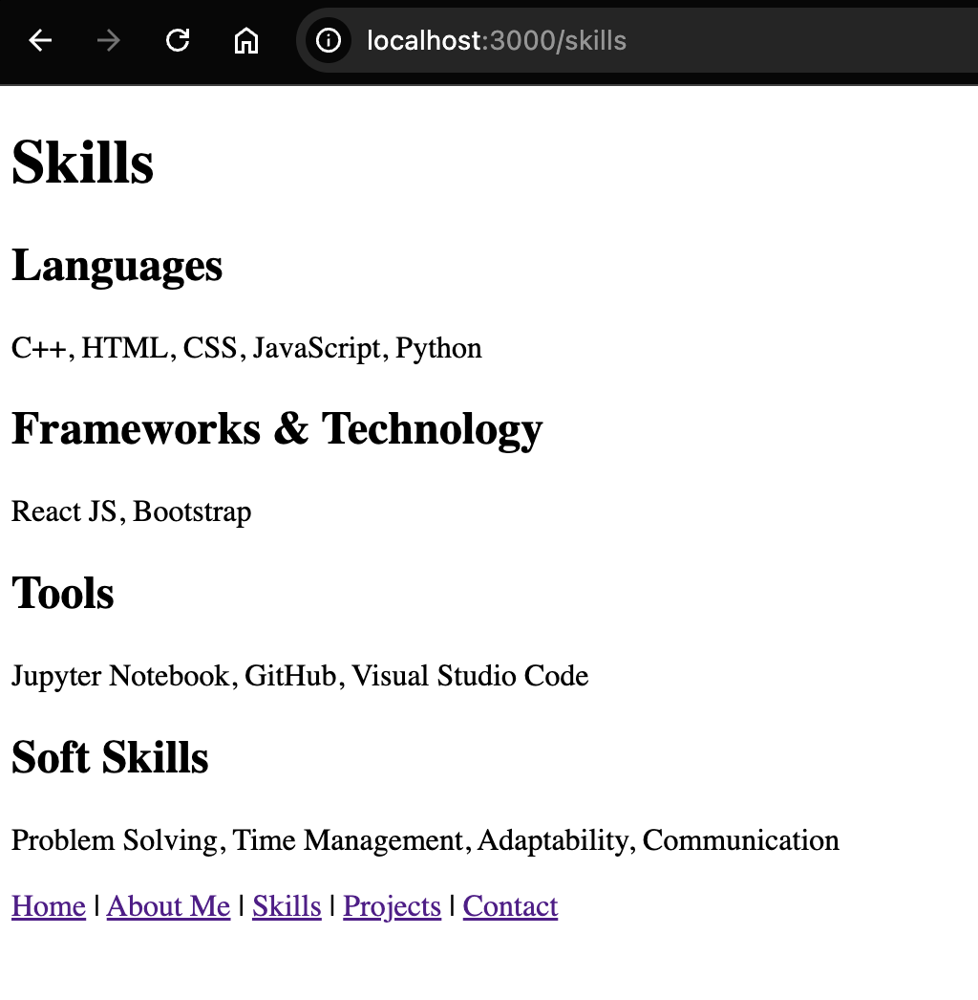 localhost:3000/skills
Skills
Languages
C++, HTML, CSS, JavaScript, Python
Frameworks & Technology
React JS, Bootstrap
Tools
Jupyter Notebook, GitHub, Visual Studio Code
Soft Skills
Problem Solving, Time Management, Adaptability, Communication
Home | About Me | Skills | Projects | Contact